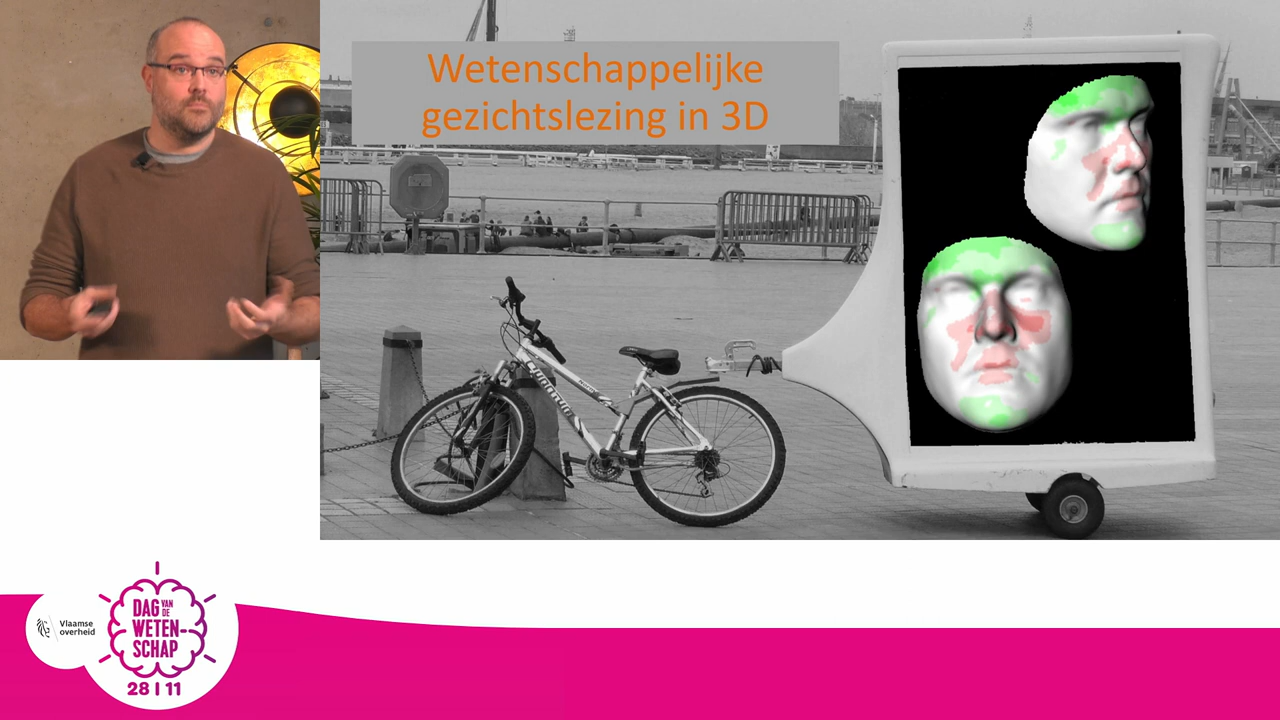 Wetenschappelijke
gezichtslezing in 3D
Vlaamse
overheid
DAG VAN DE
WETEN-
SCHAP
28 | 11